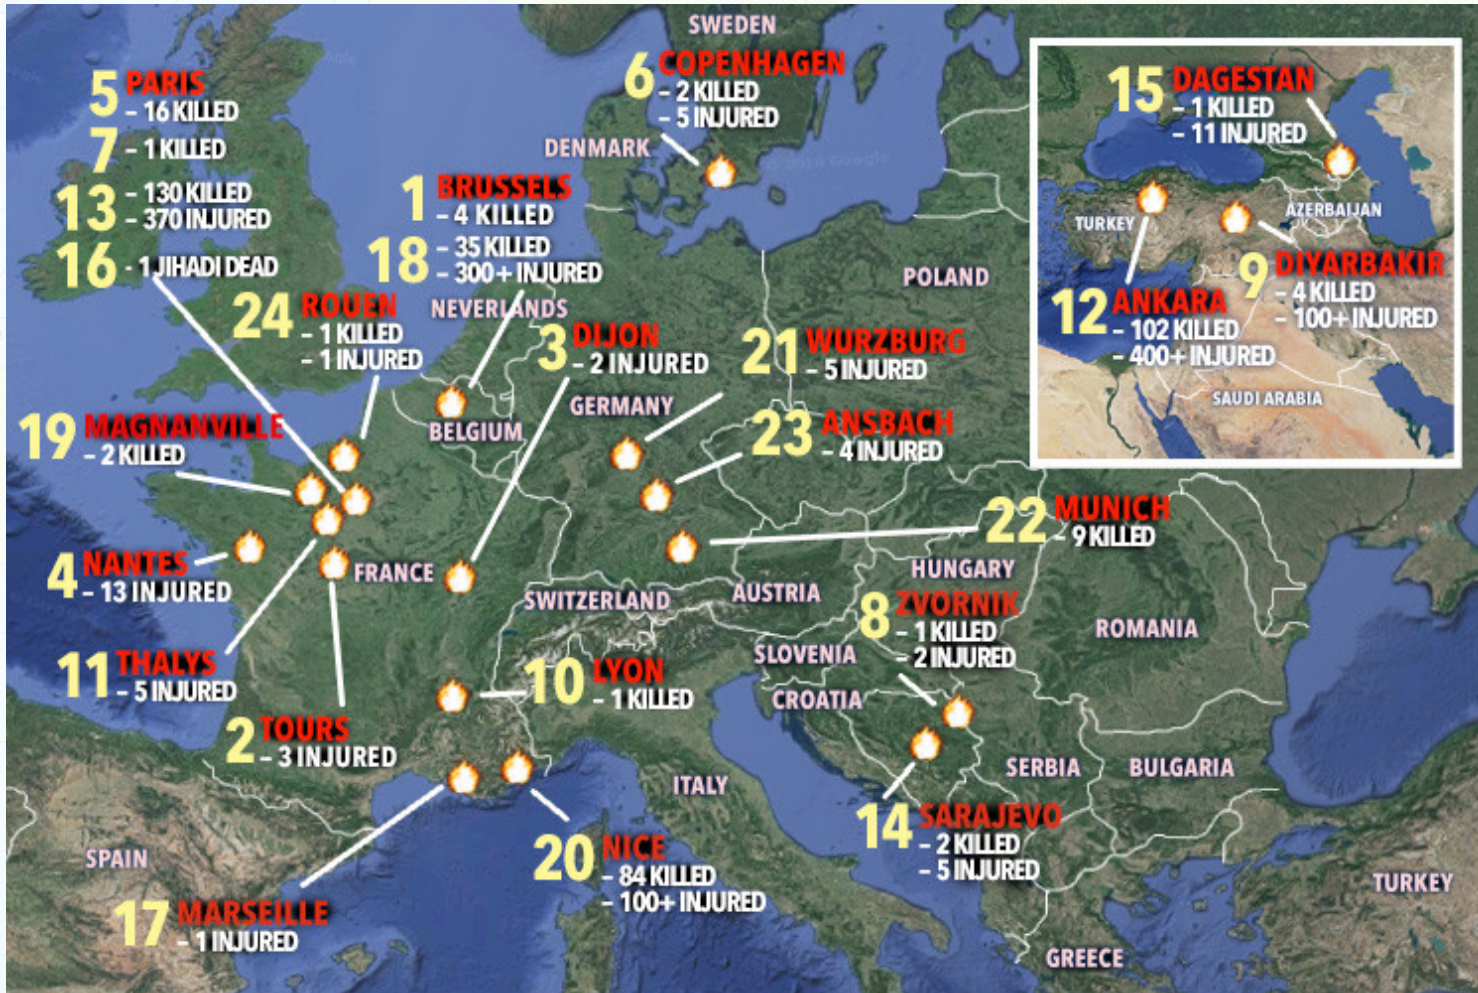 SWEDEN
5 PARIS
– 16 KILLED
7 – 1 KILLED
13 – 130 KILLED
– 370 INJURED
16 - 1 JIHADI DEAD
6 COPENHAGEN
– 2 KILLED
– 5 INJURED
DENMARK
1 BRUSSELS
– 4 KILLED
18 – 35 KILLED
– 300+ INJURED
NEVERLANDS
POLAND
24 ROUEN
– 1 KILLED
– 1 INJURED
3 DIJON
– 2 INJURED
21 WURZBURG
– 5 INJURED
GERMANY
19 MAGNANVILLE
– 2 KILLED
BELGIUM
23 ANSBACH
– 4 INJURED
22 MUNICH
– 9 KILLED
4 NANTES
– 13 INJURED
FRANCE
SWITZERLAND
AUSTRIA
HUNGARY
8 ZVORNIK
– 1 KILLED
– 2 INJURED
ROMANIA
11 THALYS
– 5 INJURED
10 LYON
– 1 KILLED
SLOVENIA
CROATIA
2 TOURS
– 3 INJURED
ITALY
SERBIA
BULGARIA
14 SARAJEVO
– 2 KILLED
– 5 INJURED
20 NICE
– 84 KILLED
– 100+ INJURED
SPAIN
17 MARSEILLE
– 1 INJURED
TURKEY
GREECE
15 DAGESTAN
– 1 KILLED
– 11 INJURED
TURKEY
AZERBAIJAN
9 DIYARBAKIR
– 4 KILLED
– 100+ INJURED
12 ANKARA
– 102 KILLED
– 400+ INJURED
SAUDI ARABIA